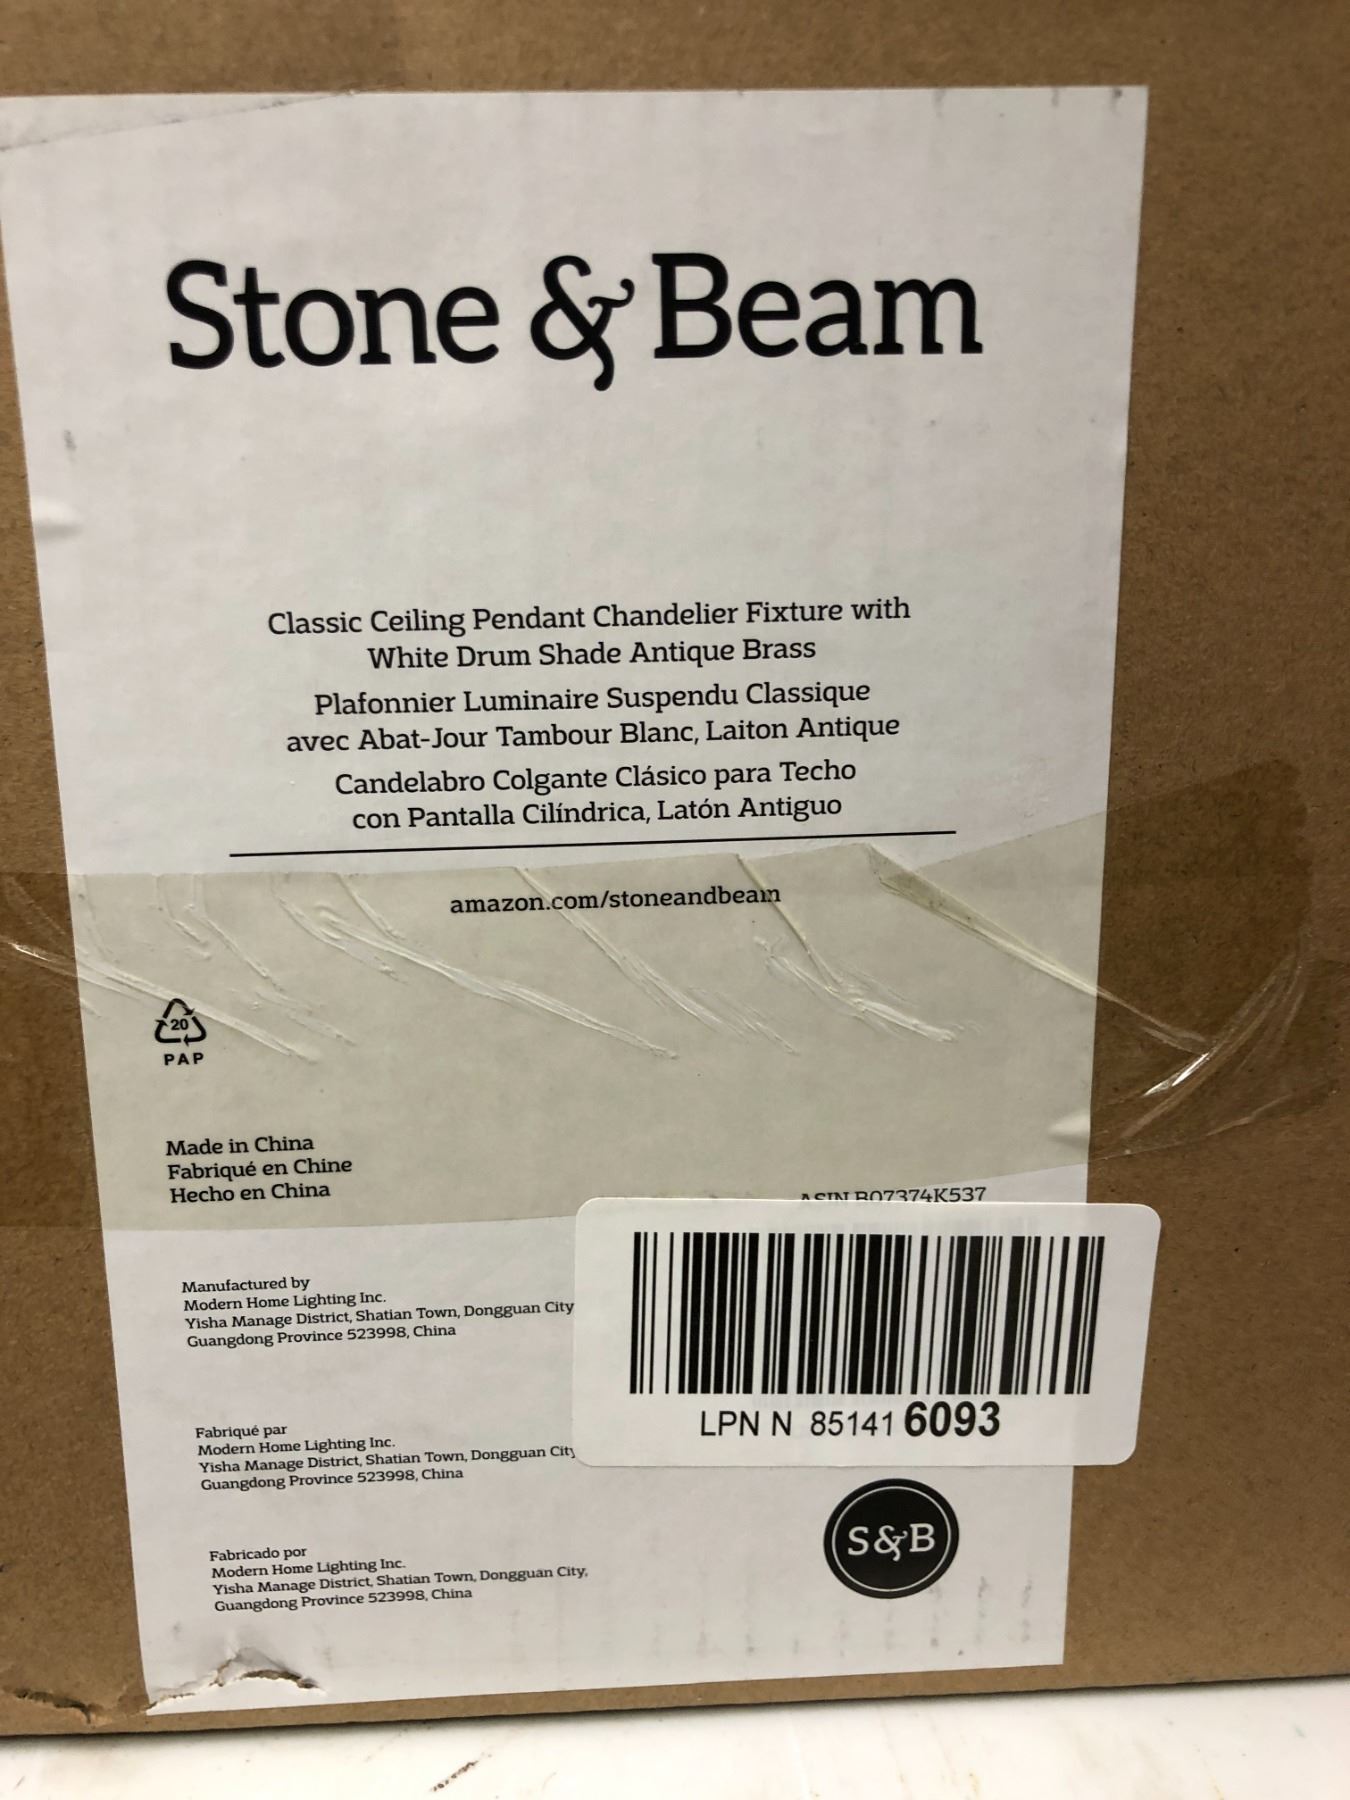 Stone & Beam
Classic Ceiling Pendant Chandelier Fixture with
White Drum Shade Antique Brass
Plafonnier Luminaire Suspendu Classique
avec Abat-Jour Tambour Blanc, Laiton Antique
Candelabro Colgante Clásico para Techo
con Pantalla Cilíndrica, Latón Antiguo
amazon.com/stoneandbeam
20
PAP
Made in China
Fabriqué en Chine
Hecho en China
ASIN B07374K537
Manufactured by
Modern Home Lighting Inc.
Yisha Manage District, Shatian Town, Dongguan City
Guangdong Province 523998, China
LPN N 851416093
Fabriqué par
Modern Home Lighting Inc.
Yisha Manage District, Shatian Town, Dongguan City
Guangdong Province 523998, China
S&B
Fabricado por
Modern Home Lighting Inc.
Yisha Manage District, Shatian Town, Dongguan City,
Guangdong Province 523998, China